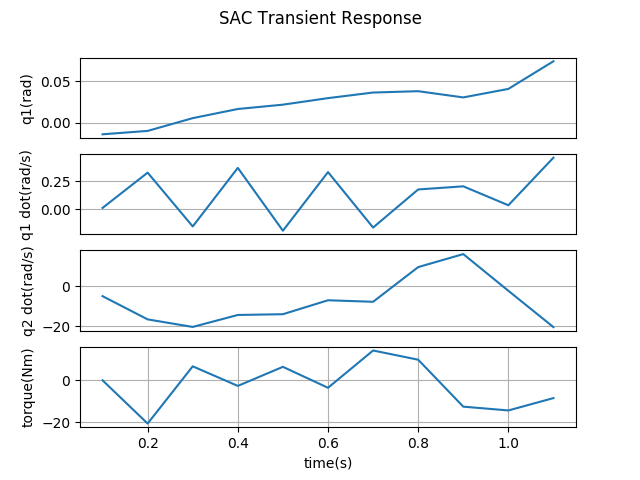 SAC Transient Response
q1(rad)
0.05
0.00
q1 dot(rad/s)
0.25
0.00
q2 dot(rad/s)
0
−20
torque(Nm)
0
−20
0.2 0.4 0.6 0.8 1.0
time(s)